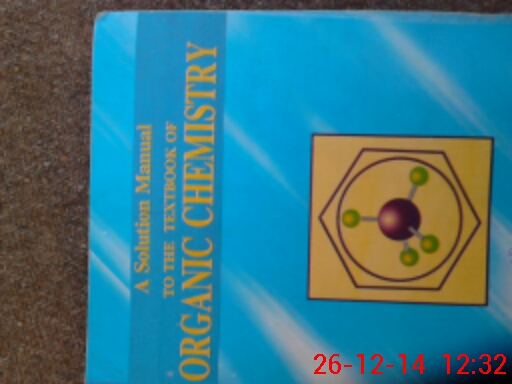 A Solution Manual
TO THE TEXTBOOK OF
ORGANIC CHEMISTRY
26-12-14 12:32